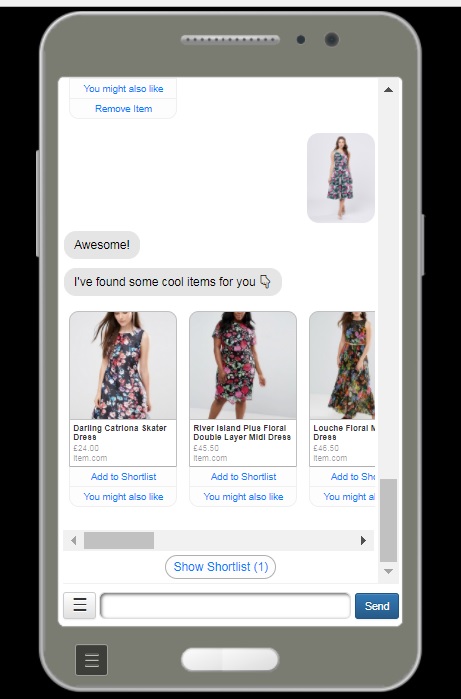 You might also like
Remove Item
Awesome!
I've found some cool items for you
Darling Catriona Skater
Dress
£24.00
Item.com
Add to Shortlist
You might also like
River Island Plus Floral
Double Layer Midi Dress
£45.50
Item.com
Add to Shortlist
You might also like
Louche Floral M
Dress
£46.50
Item.com
Add to Sho
You might al
Show Shortlist (1)
Send